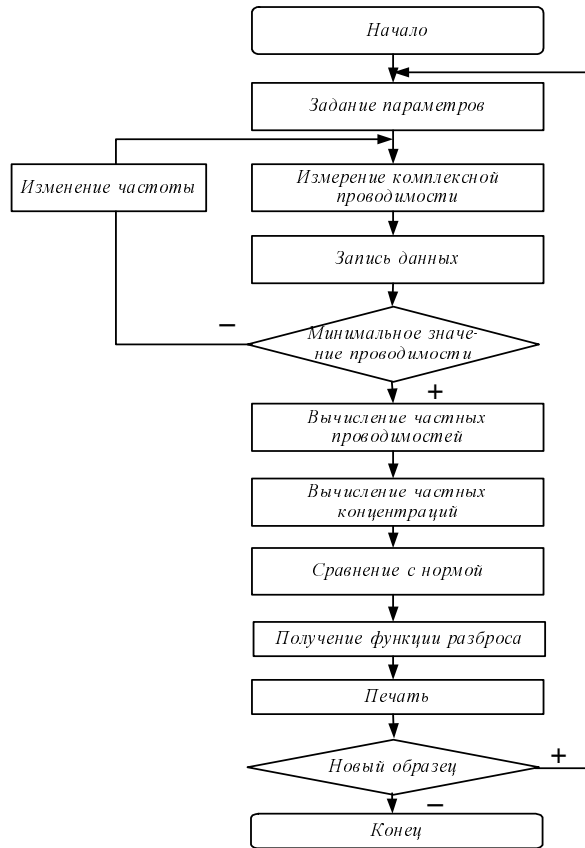 Начало
Задание параметров
Изменение частоты
Измерение комплексной
проводимости
Запись данных
–
Минимальное значе-
ние проводимости
+
Вычисление частных
проводимостей
Вычисление частных
концентраций
Сравнение с нормой
Получение функции разброса
Печать
Новый образец
+
–
Конец